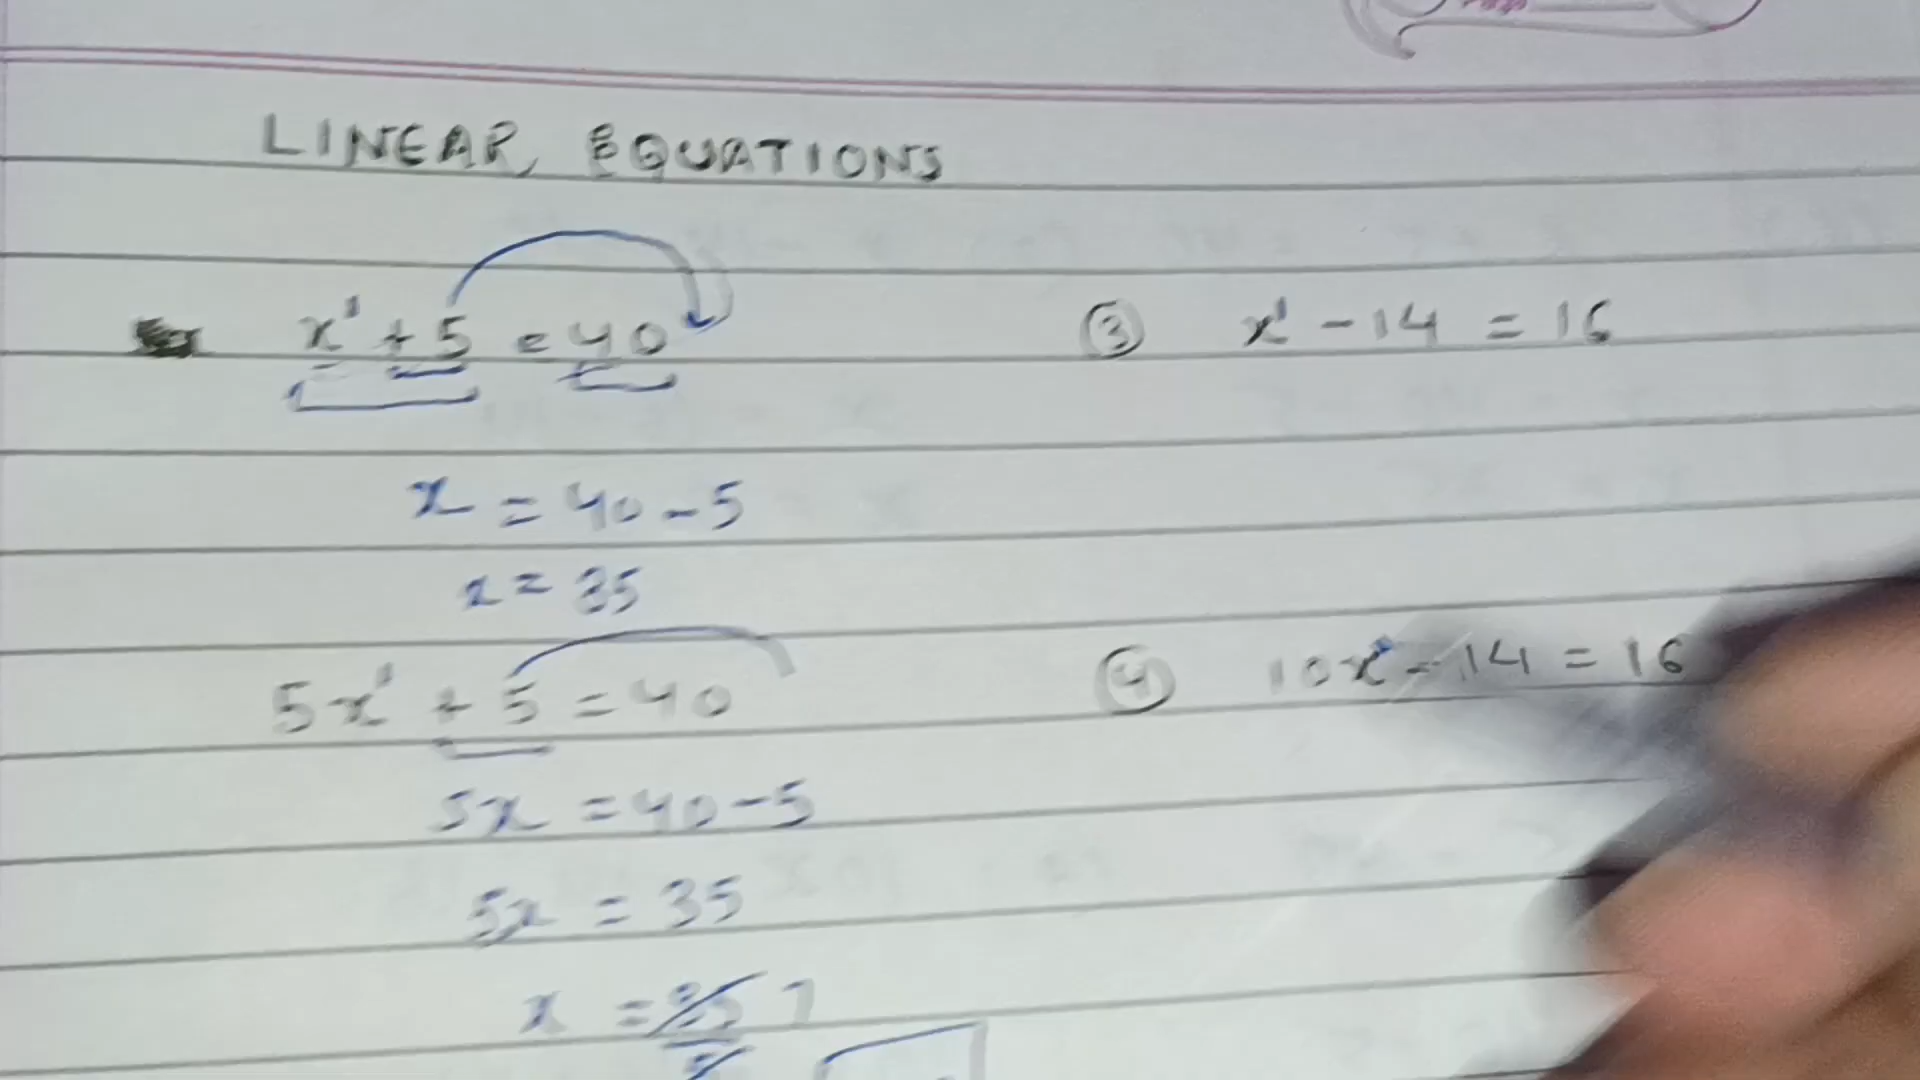 LINEAR EQUATIONS
x¹ + 5 = 40
x = 40 - 5
x = 35
5x¹ + 5 = 40
5x = 40 - 5
5x = 35
x = 35 7
5
③ x¹ - 14 = 16
④ 10x¹ - 14 = 16